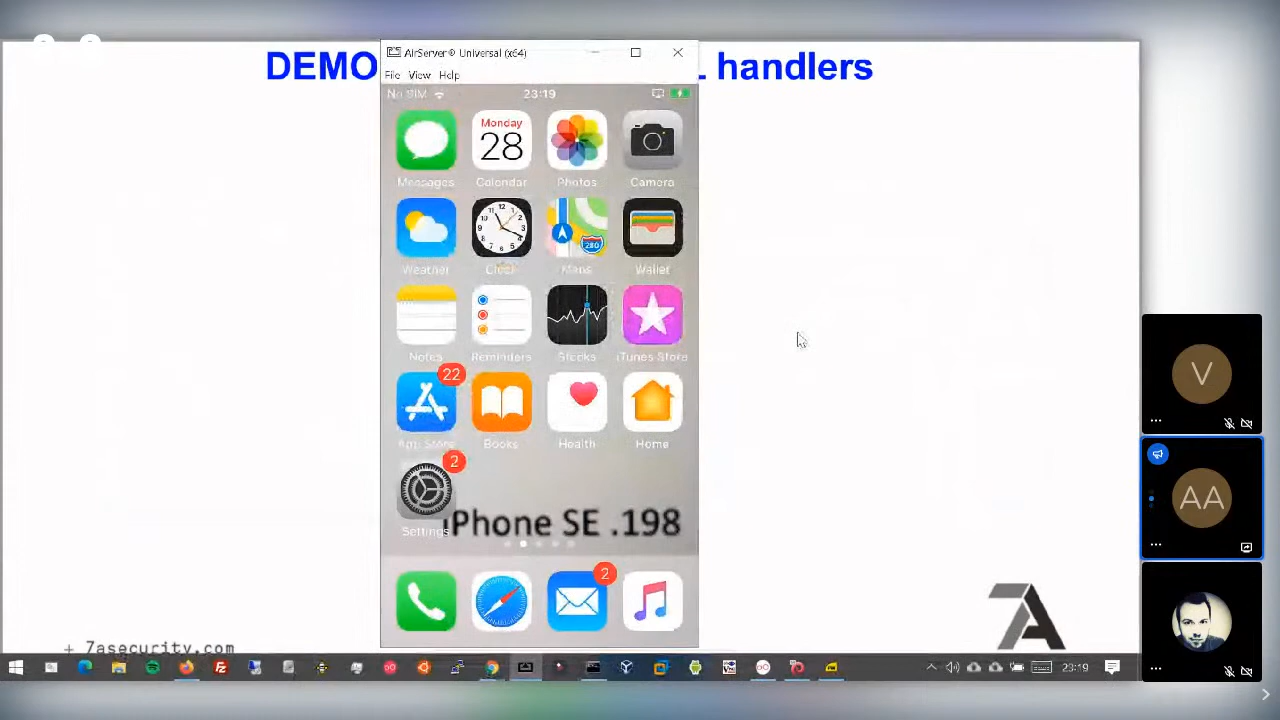 AirServer® Universal (x64)
DEMO L handlers
File View Help
No SIM 23:19
Monday
28
Messages Calendar Photos Camera
280
Weather Clock Maps Wallet
Notes Reminders Stocks iTunes Store
22
App Store Books Health Home
2
iPhone SE .198
Settings
2
V
AA
7A
+ 7asecurity.com
23:19